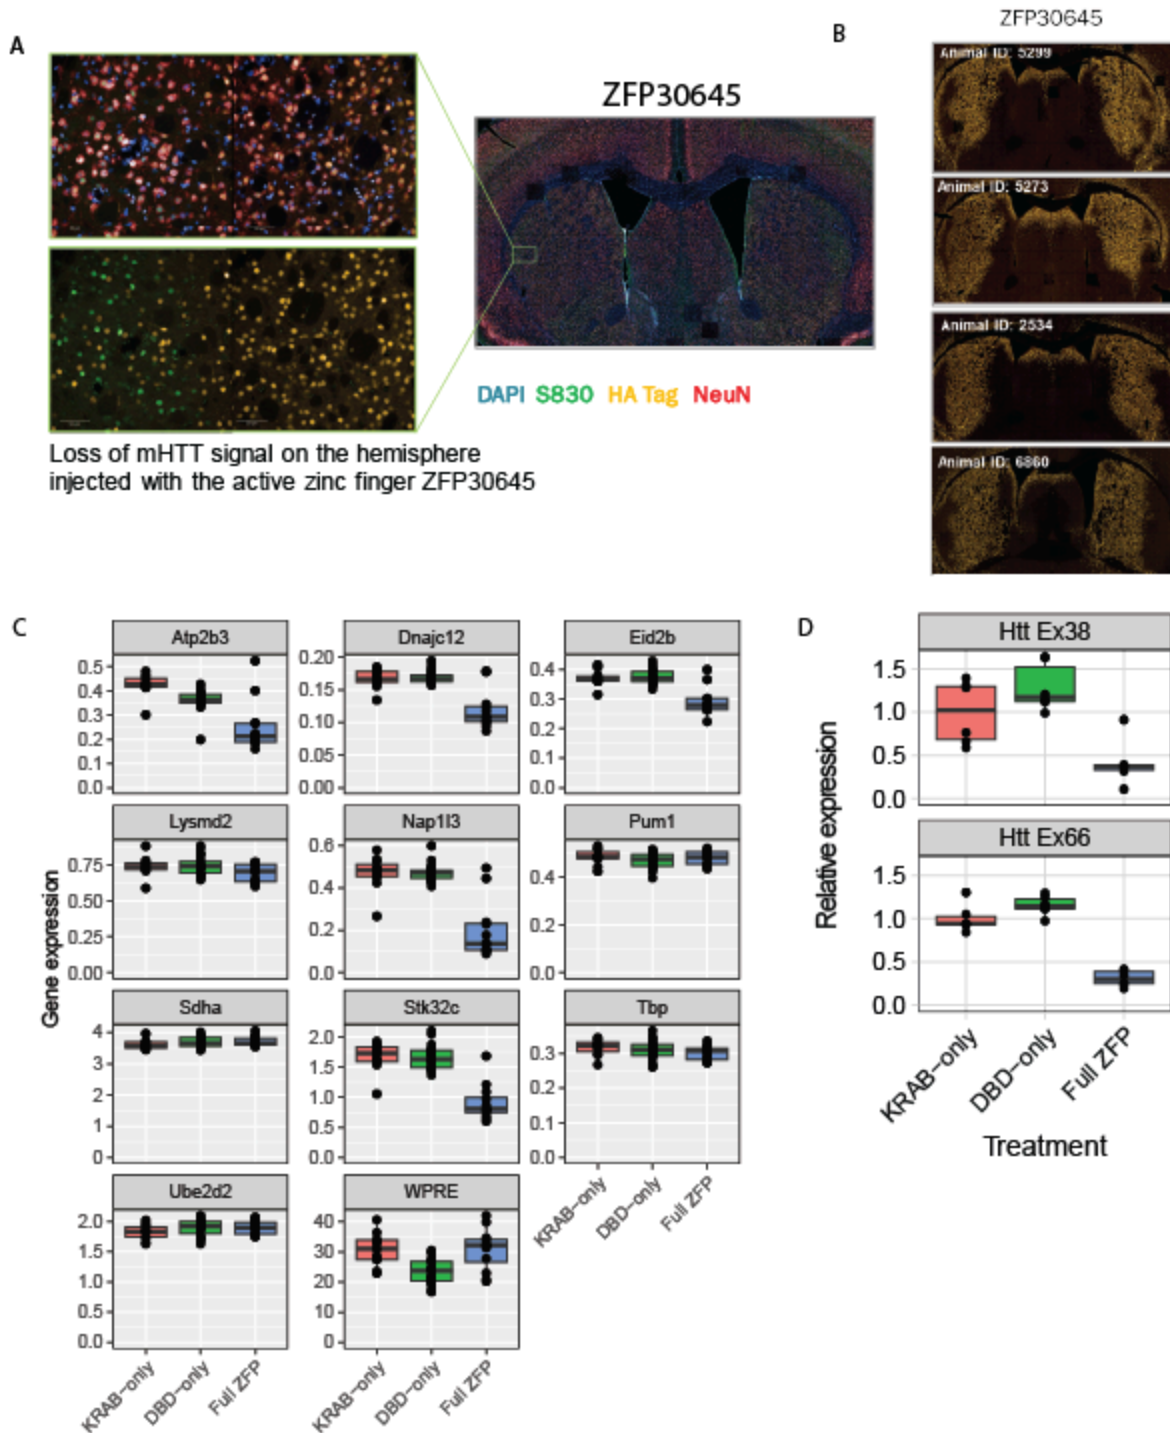 A
ZFP30645
DAPI S830 HA Tag NeuN
Loss of mHTT signal on the hemisphere
injected with the active zinc finger ZFP30645
B
ZFP30645
Animal ID: 5299
Animal ID: 5273
Animal ID: 2534
Animal ID: 6860
C
Gene expression
Atp2b3
0.5
0.4
0.3
0.2
0.1
0.0
Dnajc12
0.20
0.15
0.10
0.05
0.00
Eid2b
0.4
0.3
0.2
0.1
0.0
Lysmd2
0.75
0.50
0.25
0.00
Nap1l3
0.6
0.4
0.2
0.0
Pum1
0.4
0.2
0.0
Sdha
4
3
2
1
0
Stk32c
2.0
1.5
1.0
0.5
0.0
Tbp
0.3
0.2
0.1
0.0
KRAB-only
DBD-only
Full ZFP
Ube2d2
2.0
1.5
1.0
0.5
0.0
KRAB-only
DBD-only
Full ZFP
WPRE
40
30
20
10
0
KRAB-only
DBD-only
Full ZFP
D
Relative expression
Htt Ex38
1.5
1.0
0.5
0.0
Htt Ex66
1.5
1.0
0.5
0.0
KRAB-only
DBD-only
Full ZFP
Treatment